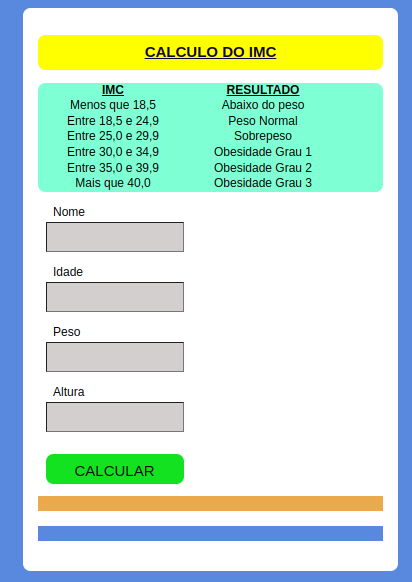 CALCULO DO IMC
IMC RESULTADO
Menos que 18,5 Abaixo do peso
Entre 18,5 e 24,9 Peso Normal
Entre 25,0 e 29,9 Sobrepeso
Entre 30,0 e 34,9 Obesidade Grau 1
Entre 35,0 e 39,9 Obesidade Grau 2
Mais que 40,0 Obesidade Grau 3
Nome
Idade
Peso
Altura
CALCULAR